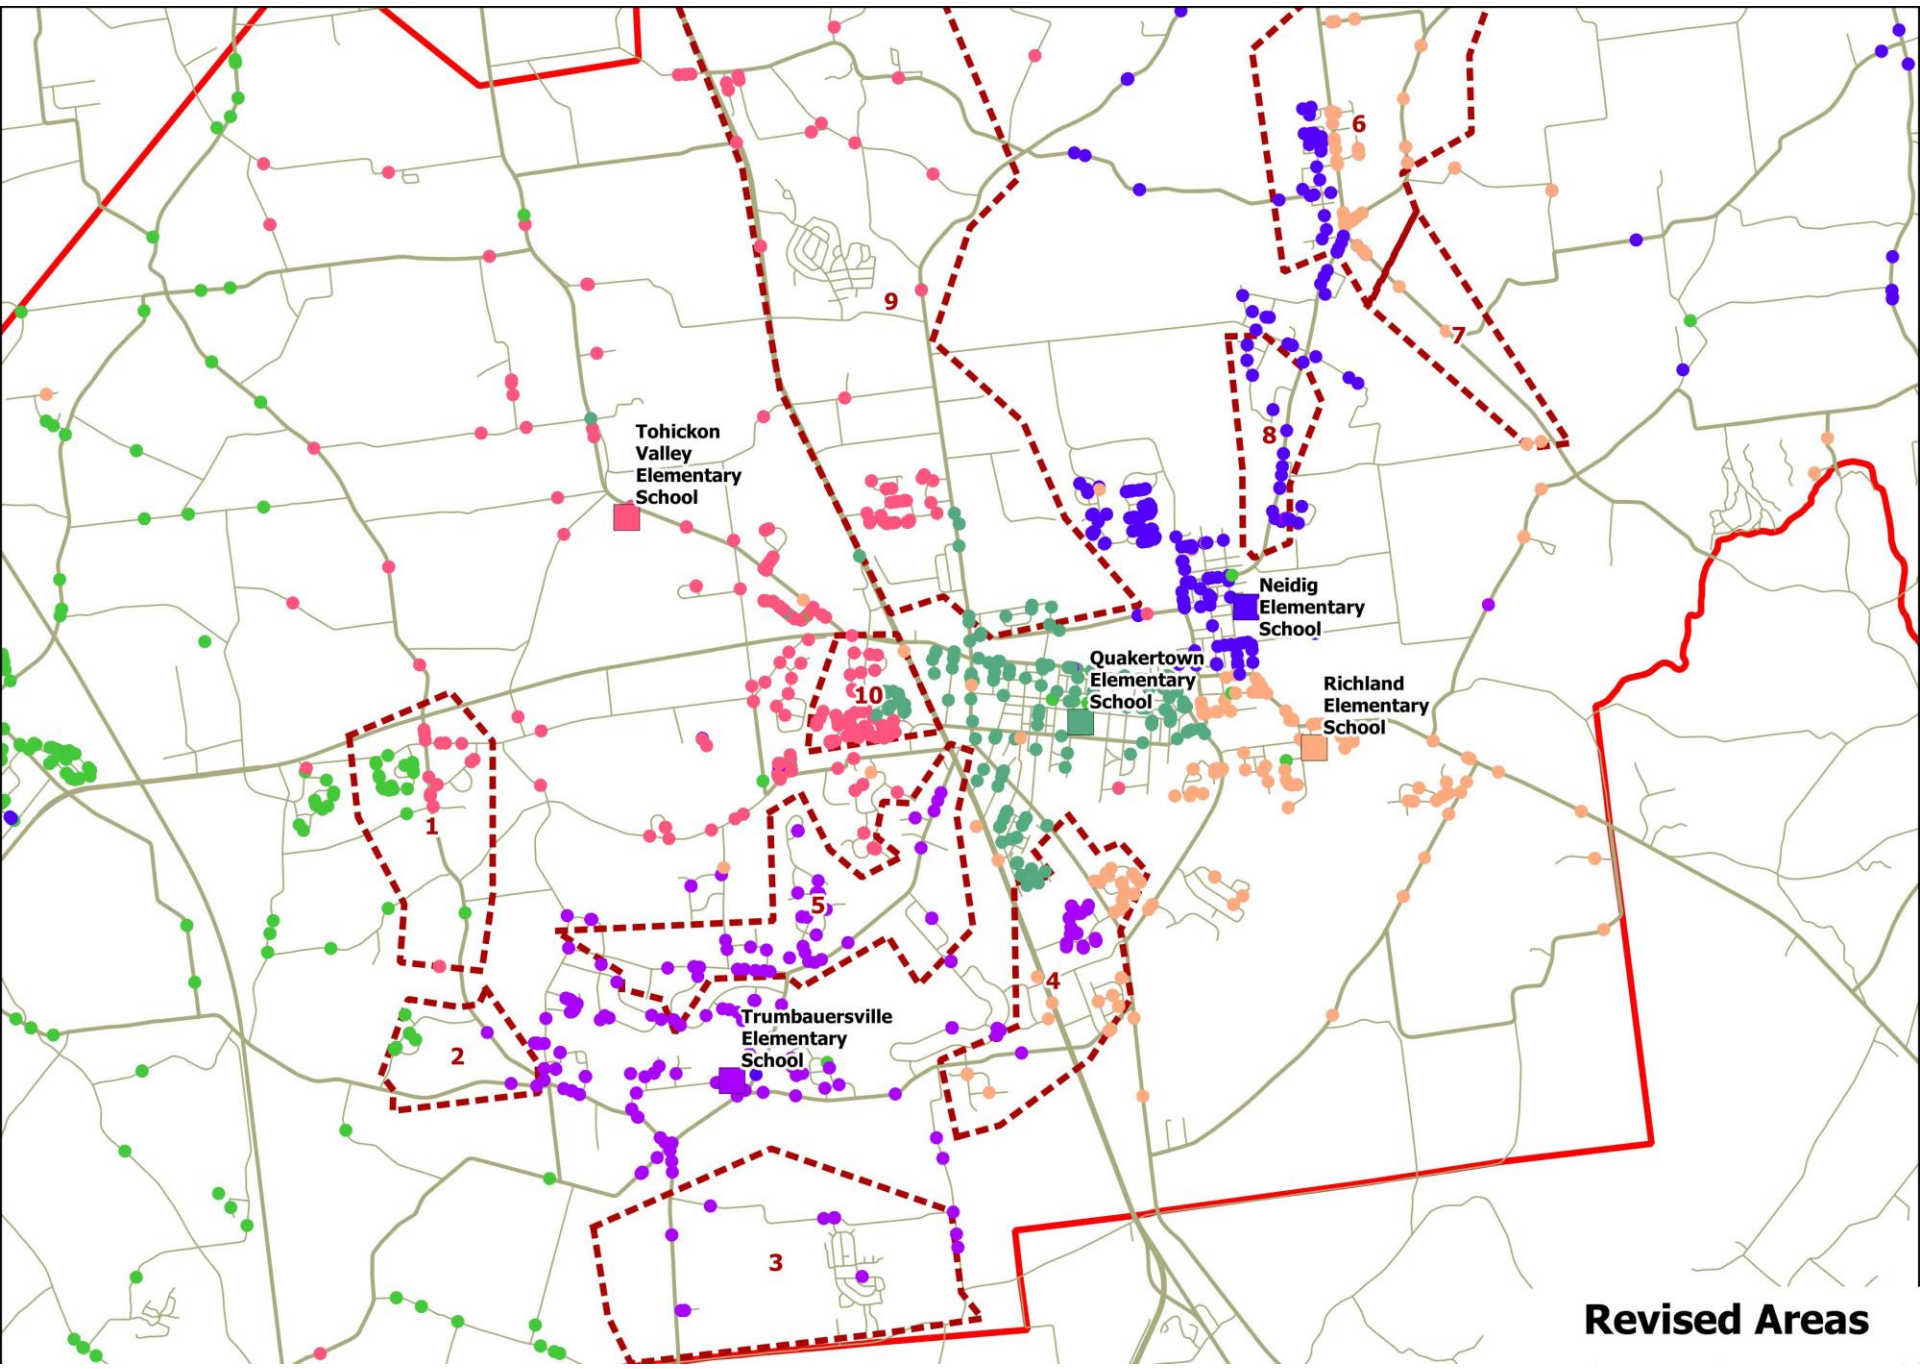 6
9
7
Tohickon
Valley
Elementary
School
8
Neidig
Elementary
School
Quakertown
Elementary
School
Richland
Elementary
School
10
1
5
4
Trumbauersville
Elementary
School
2
3
Revised Areas